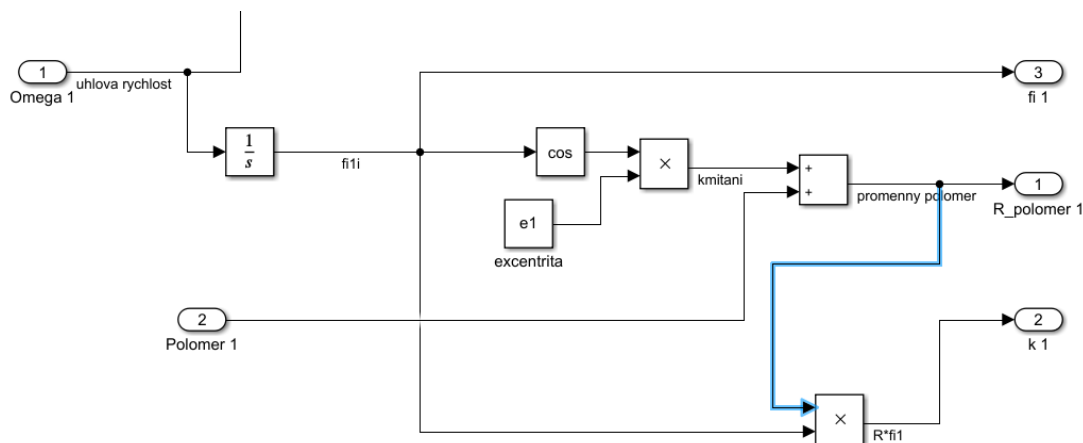 1
Omega 1
uhlova rychlost
1
s
fi1i
cos
×
kmitani
e1
excentrita
+
+
promenny polomer
3
fi 1
1
R_polomer 1
2
Polomer 1
2
k 1
×
R*fi1